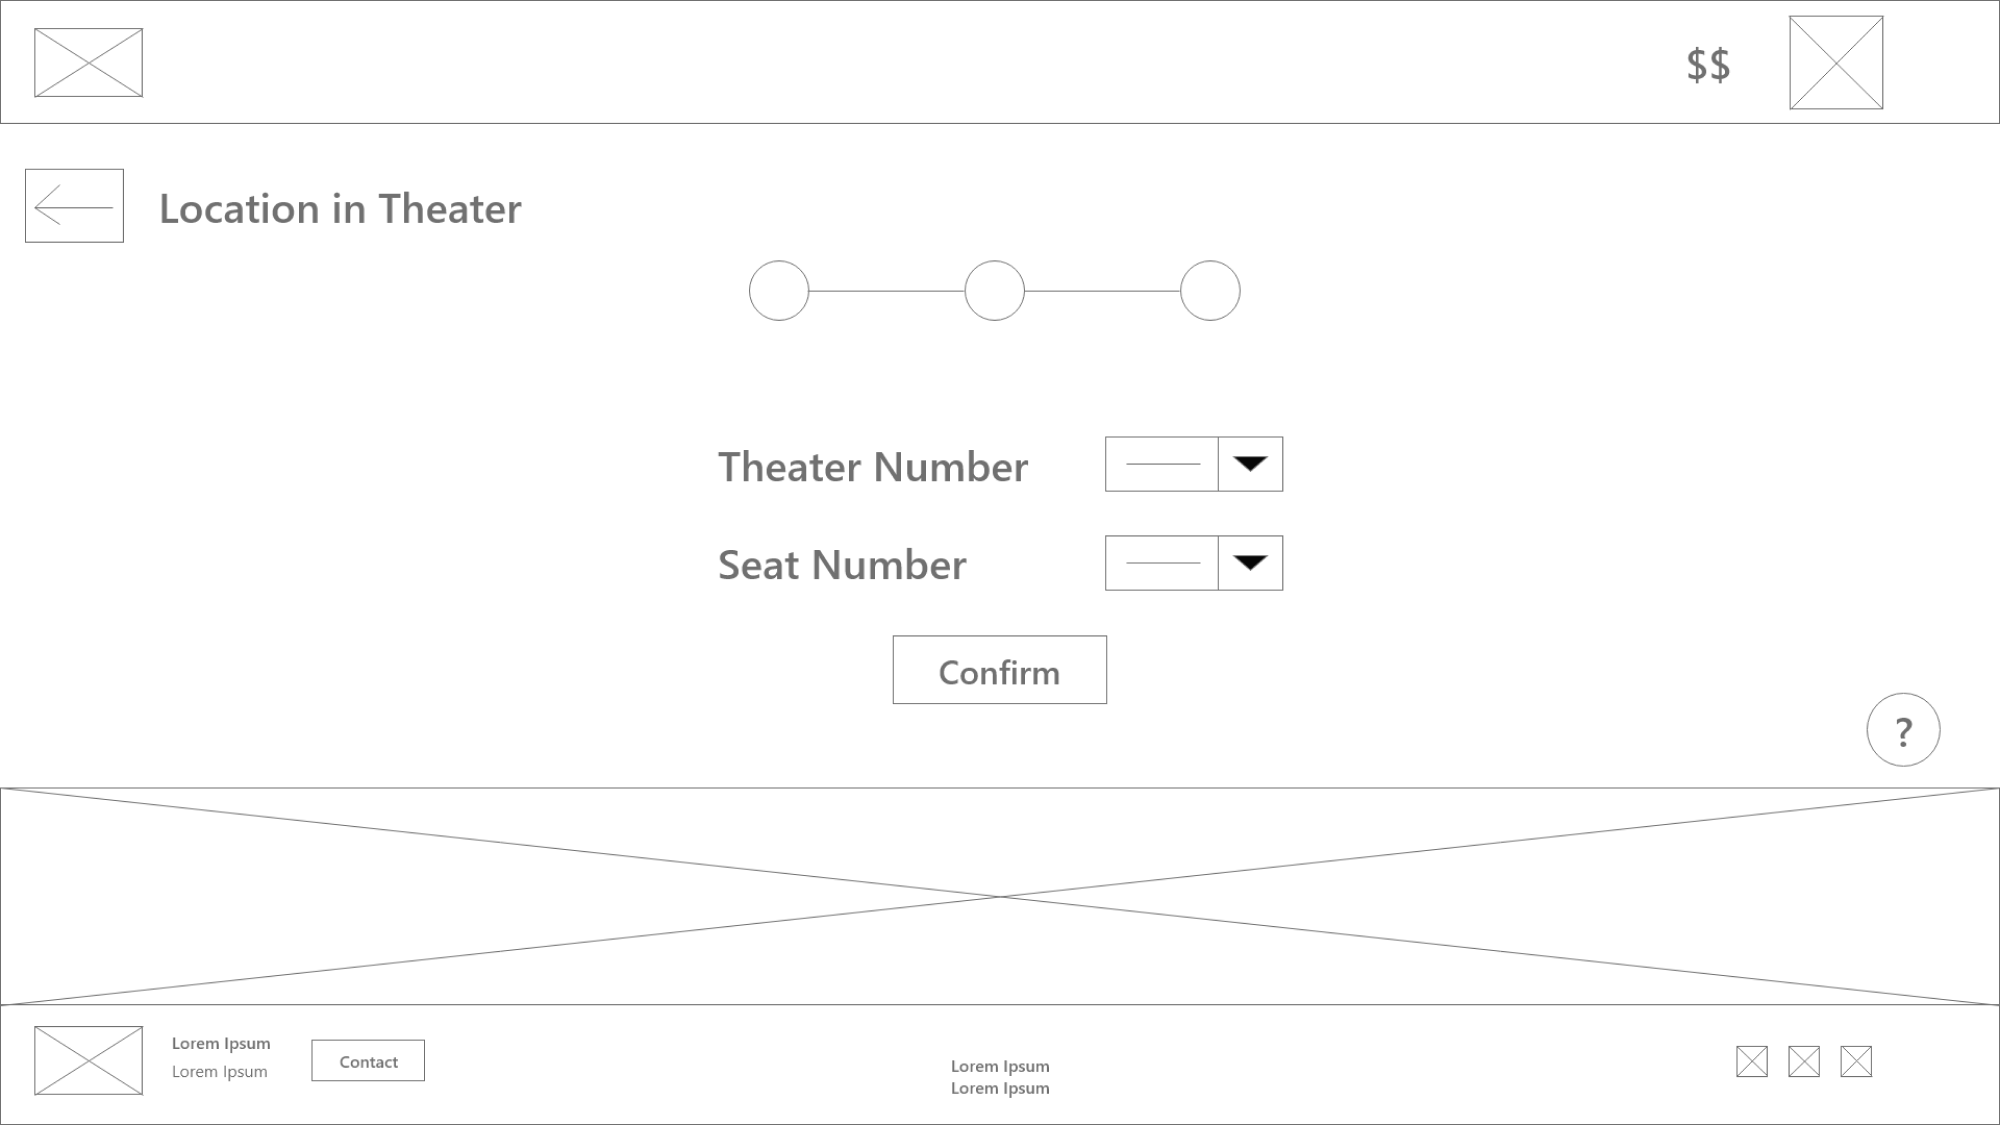 $$
Location in Theater
Theater Number
Seat Number
Confirm
?
Lorem Ipsum
Lorem Ipsum
Contact
Lorem Ipsum
Lorem Ipsum